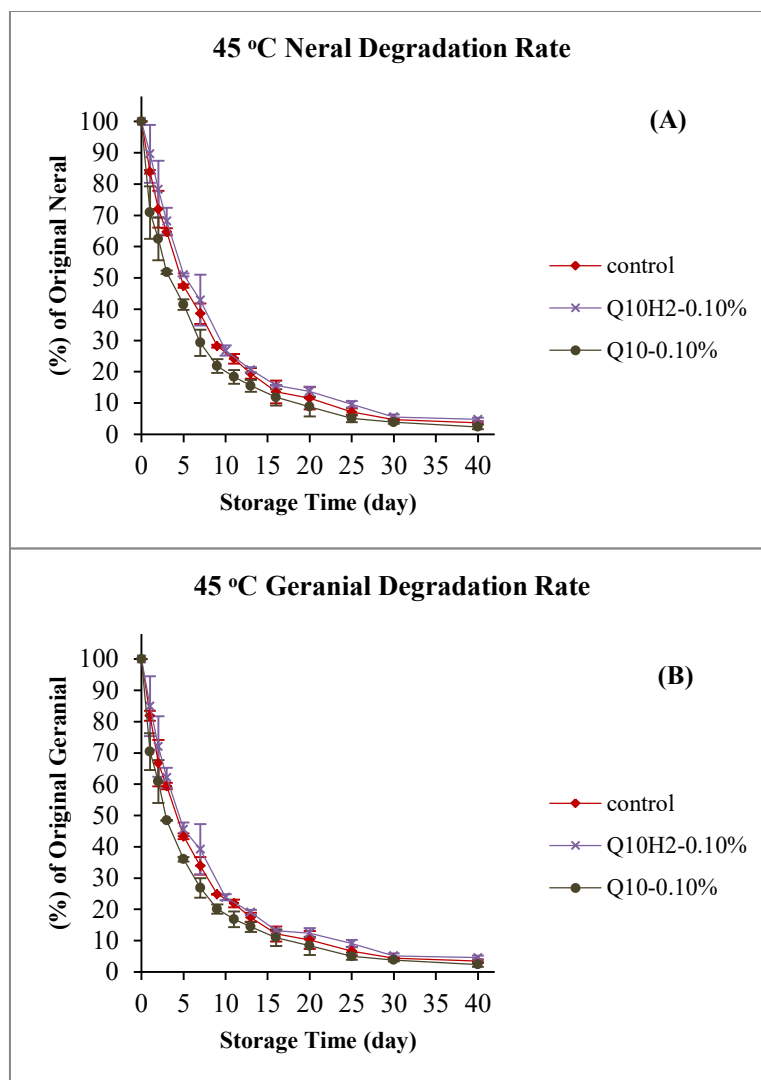 45 ºC Neral Degradation Rate
(A)
(%) of Original Neral
100
90
80
70
60
50
40
30
20
10
0
0 5 10 15 20 25 30 35 40
Storage Time (day)
control
Q10H2-0.10%
Q10-0.10%
45 ºC Geranial Degradation Rate
(B)
(%) of Original Geranial
100
90
80
70
60
50
40
30
20
10
0
0 5 10 15 20 25 30 35 40
Storage Time (day)
control
Q10H2-0.10%
Q10-0.10%